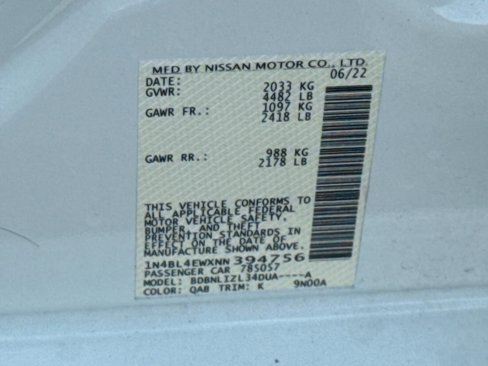 MFD BY NISSAN MOTOR CO., LTD.
DATE: 06/22
GVWR: 2033 KG
4482 LB
GAWR FR.: 1097 KG
2418 LB
GAWR RR.: 988 KG
2178 LB
THIS VEHICLE CONFORMS TO
ALL APPLICABLE FEDERAL
MOTOR VEHICLE SAFETY,
BUMPER, AND THEFT
PREVENTION STANDARDS IN
EFFECT ON THE DATE OF
MANUFACTURE SHOWN ABOVE.
1N4BL4EWXNN394756
PASSENGER CAR 785057
MODEL: BDBNLIZL34DUA----A
COLOR: QAB TRIM: K 9N00A